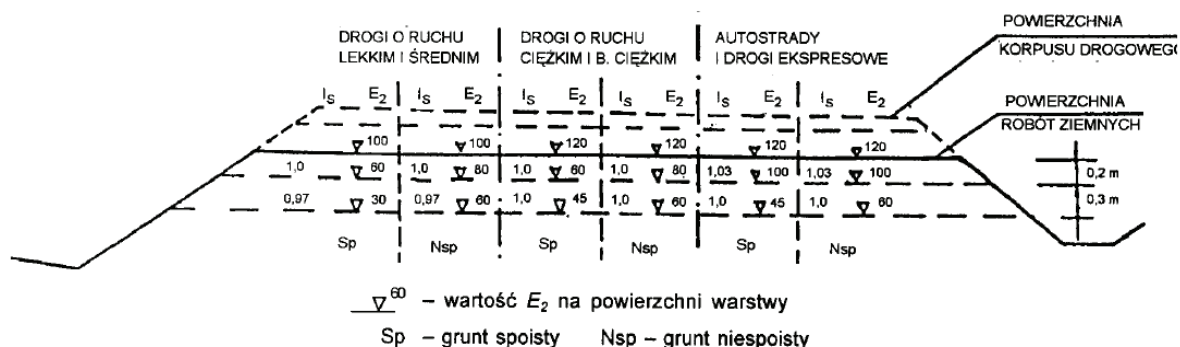 DROGI O RUCHU DROGI O RUCHU AUTOSTRADY POWIERZCHNIA
LEKKIM I ŚREDNIM CIĘŻKIM I B. CIĘŻKIM I DROGI EKSPRESOWE KORPUSU DROGOWEGO
I_S E_2 I_S E_2 I_S E_2 I_S E_2 I_S E_2 I_S E_2
POWIERZCHNIA
ROBÓT ZIEMNYCH
100 100 120 120 120 120
1,0 60 1,0 80 1,0 60 1,0 80 1,03 100 1,03 100 0,2 m
0,97 30 0,97 60 1,0 45 1,0 60 1,0 45 1,0 60 0,3 m
Sp Nsp Sp Nsp Sp Nsp
60 – wartość E_2 na powierzchni warstwy
Sp – grunt spoisty Nsp – grunt niespoisty